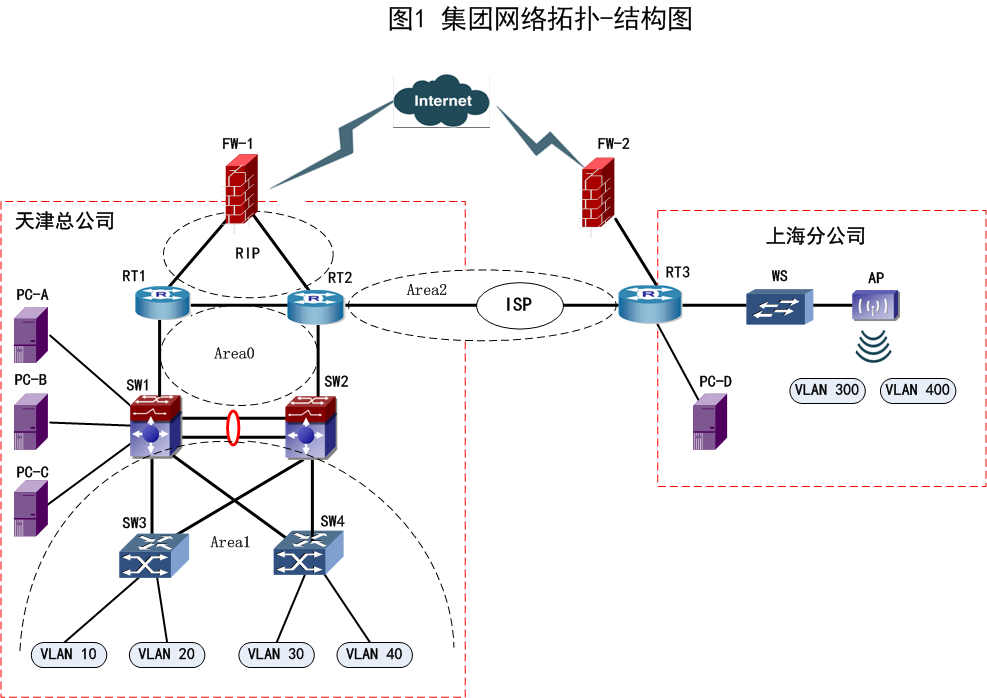 图1 集团网络拓扑-结构图
Internet
FW-1
FW-2
天津总公司
上海分公司
RIP
RT1
RT2
Area2
ISP
RT3
WS
AP
PC-A
R
R
R
Area0
PC-B
SW1
SW2
PC-D
VLAN 300
VLAN 400
PC-C
SW3
Area1
SW4
VLAN 10
VLAN 20
VLAN 30
VLAN 40